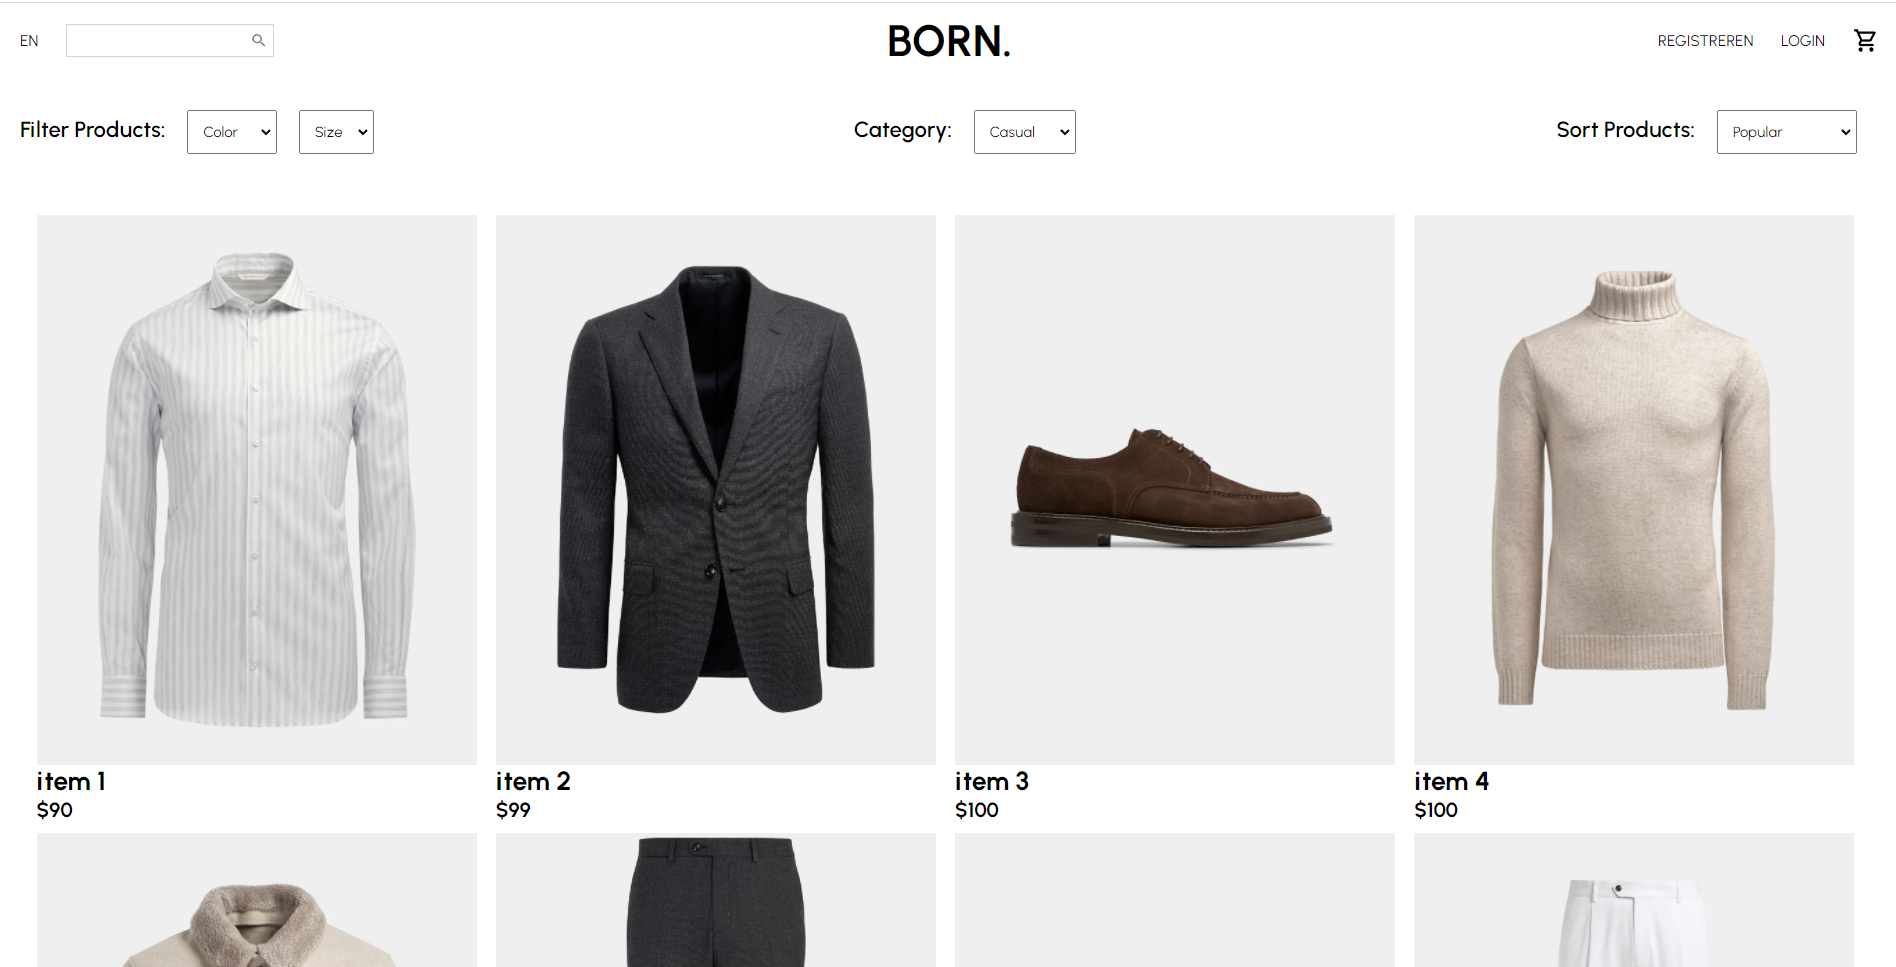 EN
BORN.
REGISTREREN
LOGIN
Filter Products:
Color
Size
Category:
Casual
Sort Products:
Popular
item 1
$90
item 2
$99
item 3
$100
item 4
$100